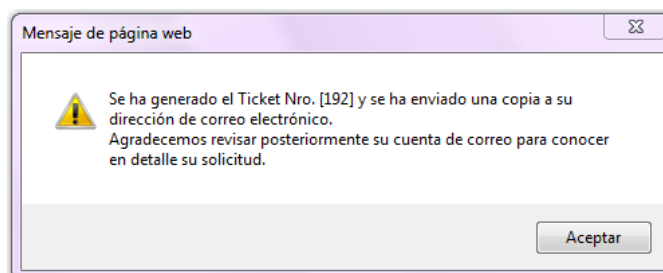 Mensaje de página web
Se ha generado el Ticket Nro. [192] y se ha enviado una copia a su
dirección de correo electrónico.
Agradecemos revisar posteriormente su cuenta de correo para conocer
en detalle su solicitud.
Aceptar